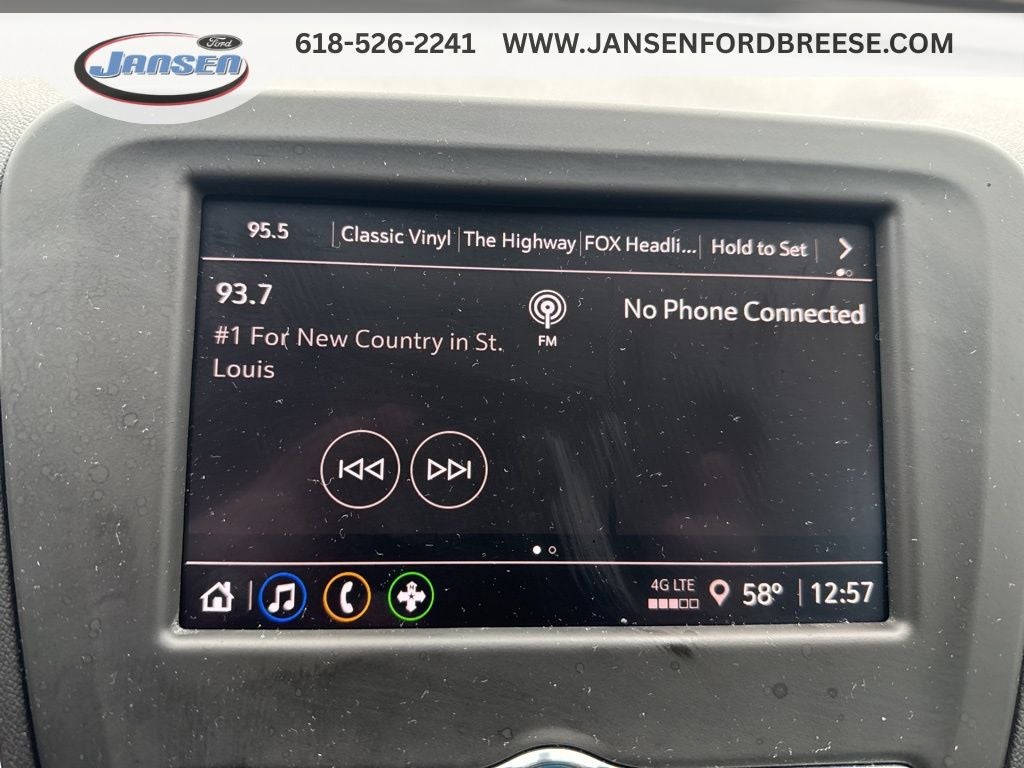 Ford
JANSEN
618-526-2241 WWW.JANSENFORDBREESE.COM
95.5 Classic Vinyl The Highway FOX Headli... Hold to Set
93.7
#1 For New Country in St.
Louis
FM
No Phone Connected
4G LTE
58° 12:57